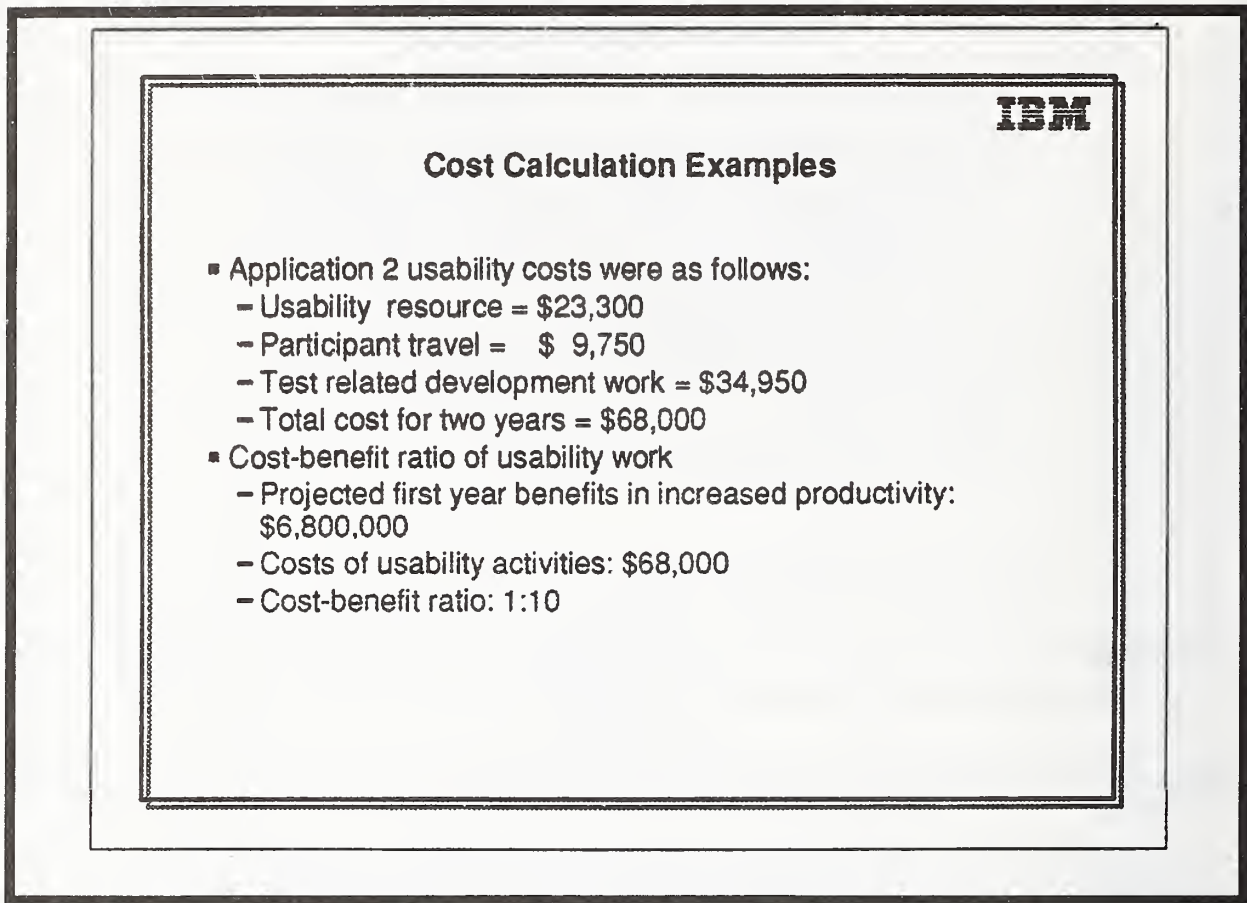 IBM
Cost Calculation Examples
▪ Application 2 usability costs were as follows:
– Usability resource = $23,300
– Participant travel = $ 9,750
– Test related development work = $34,950
– Total cost for two years = $68,000
▪ Cost-benefit ratio of usability work
– Projected first year benefits in increased productivity:
$6,800,000
– Costs of usability activities: $68,000
– Cost-benefit ratio: 1:10